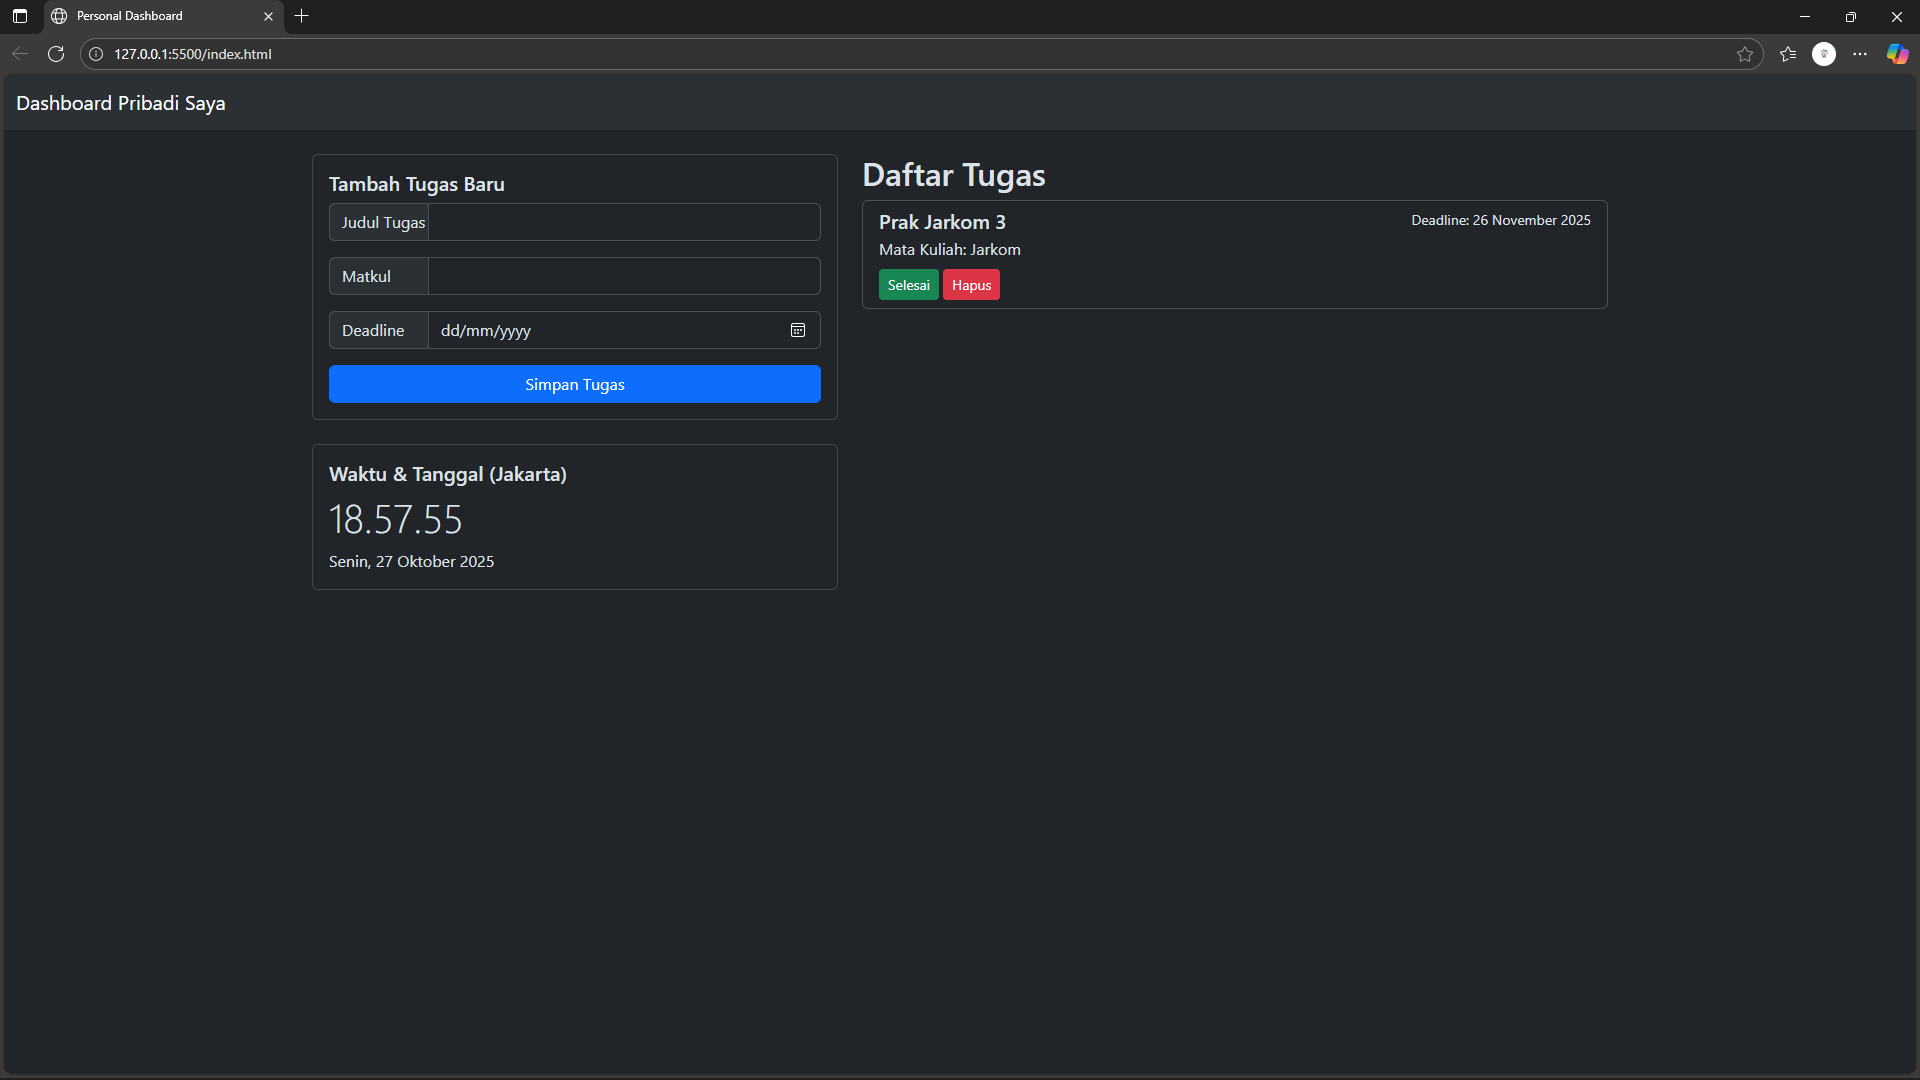 Personal Dashboard
127.0.0.1:5500/index.html
Dashboard Pribadi Saya
Tambah Tugas Baru
Judul Tugas
Matkul
Deadline dd/mm/yyyy
Simpan Tugas
Waktu & Tanggal (Jakarta)
18.57.55
Senin, 27 Oktober 2025
Daftar Tugas
Prak Jarkom 3 Deadline: 26 November 2025
Mata Kuliah: Jarkom
Selesai Hapus